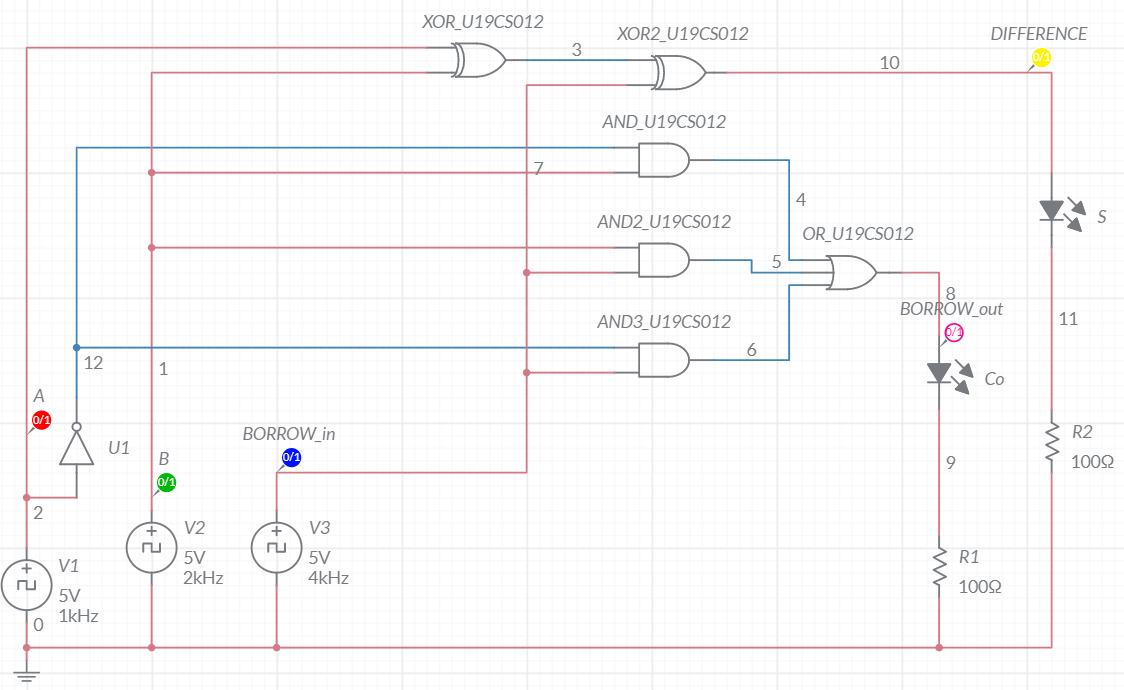 XOR_U19CS012
3
XOR2_U19CS012
DIFFERENCE
0/1
10
AND_U19CS012
7
4
AND2_U19CS012
5
OR_U19CS012
S
8
BORROW_out
0/1
AND3_U19CS012
6
11
12
1
Co
A
0/1
U1
B
0/1
BORROW_in
0/1
R2
100Ω
9
2
V1
5V
1kHz
V2
5V
2kHz
V3
5V
4kHz
R1
100Ω
0